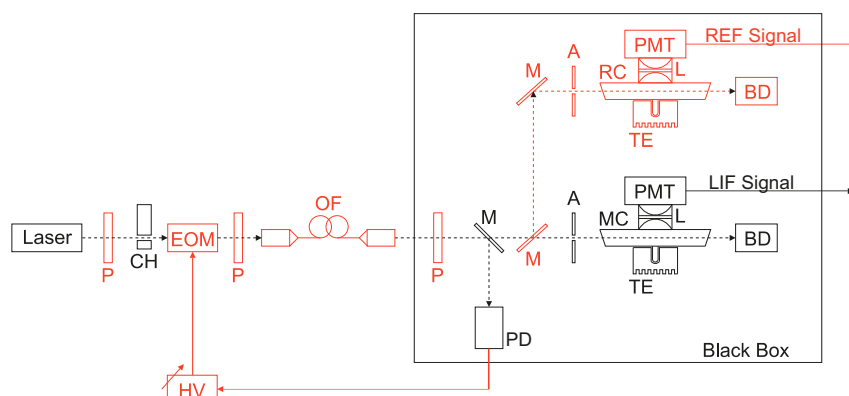 PMT
REF Signal
A
M
RC
L
BD
TE
PMT
LIF Signal
OF
A
M
MC
L
Laser
EOM
BD
M
P
CH
P
P
TE
PD
Black Box
HV